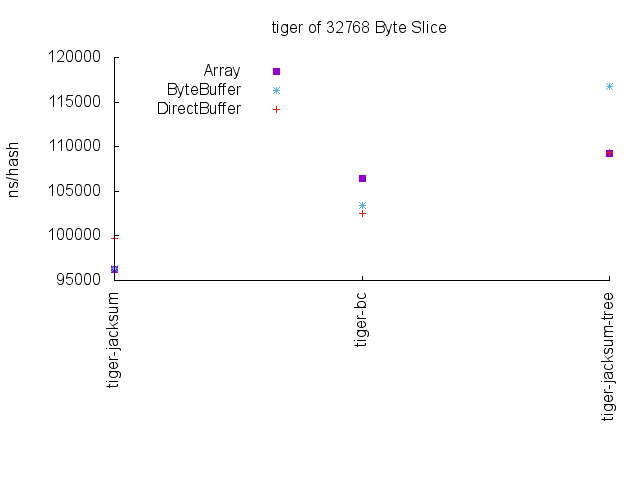 tiger of 32768 Byte Slice
120000
115000
110000
105000
100000
95000
ns/hash
Array
ByteBuffer
DirectBuffer
tiger-jacksum
tiger-bc
tiger-jacksum-tree